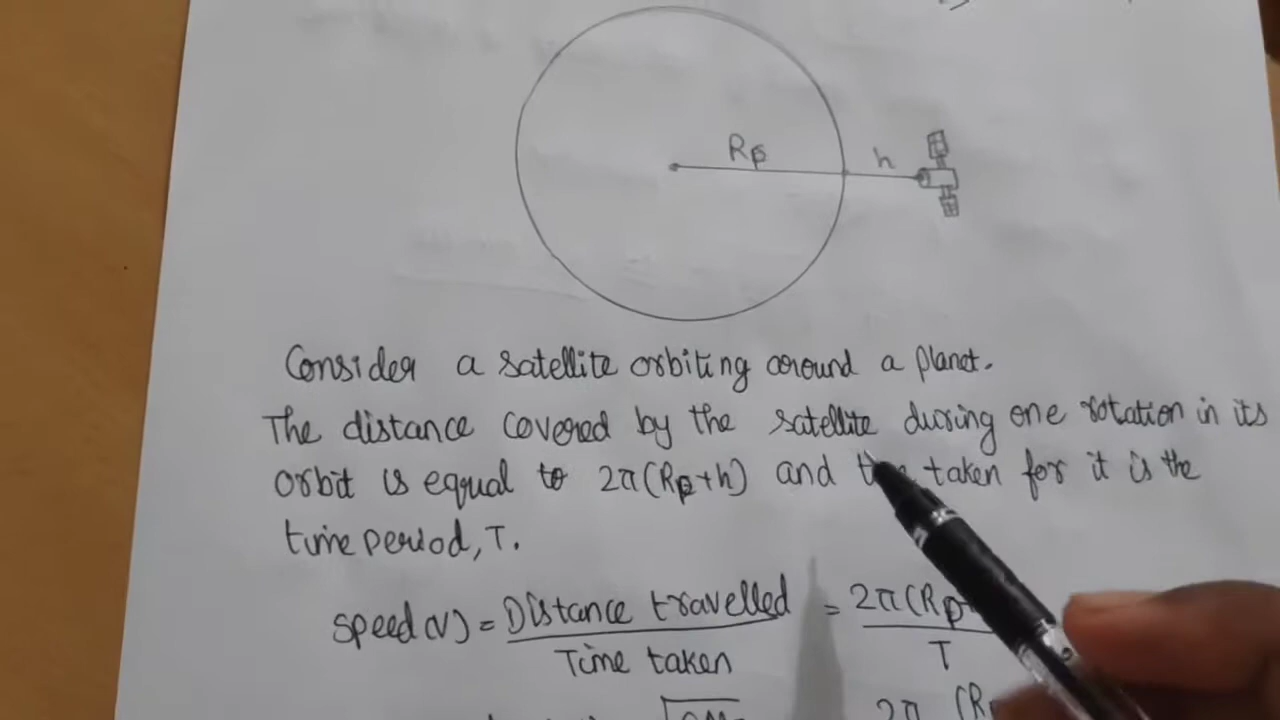 Rp
h
Consider a satellite orbiting around a planet.
The distance covered by the satellite during one rotation in its
orbit is equal to 2π(Rp+h) and taken for it is the
time period, T.
speed (V) = Distance travelled / Time taken = 2π(Rp / T
2π (R